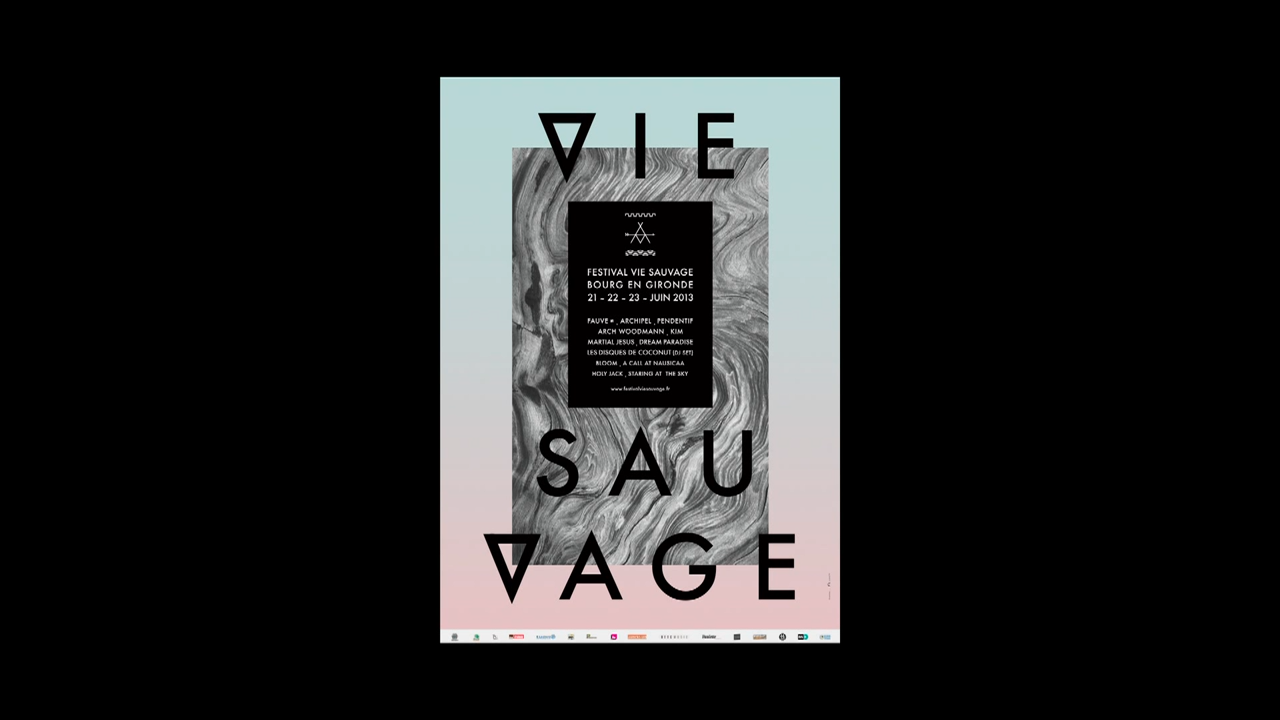 VIE
FESTIVAL VIE SAUVAGE
BOURG EN GIRONDE
21 - 22 - 23 - JUIN 2013
FAUVE ≠ , ARCHIPEL , PENDENTIF
ARCH WOODMANN , KIM
MARTIAL JESUS , DREAM PARADISE
LES DISQUES DE COCONUT (DJ SET)
BLOOM , A CALL AT NAUSICAA
HOLY JACK , STARING AT THE SKY
www.festivalviesauvage.fr
SAU
VAGE